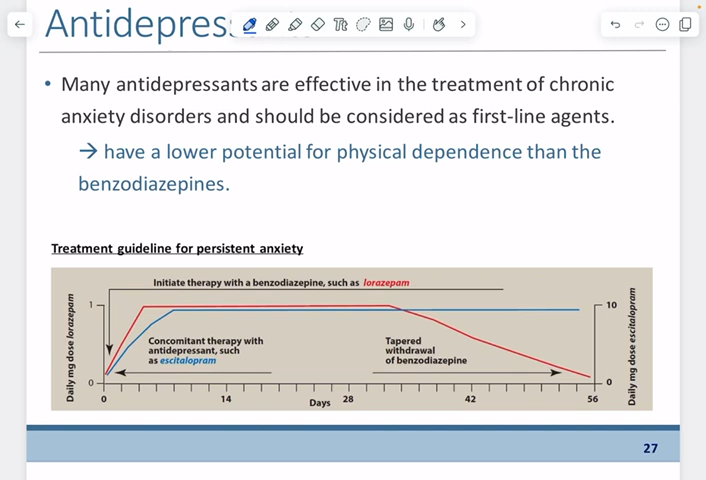 Antidepress
• Many antidepressants are effective in the treatment of chronic
anxiety disorders and should be considered as first-line agents.
→ have a lower potential for physical dependence than the
benzodiazepines.
Treatment guideline for persistent anxiety
Initiate therapy with a benzodiazepine, such as lorazepam
Daily mg dose lorazepam
1
0
Concomitant therapy with
antidepressant, such
as escitalopram
Tapered
withdrawal
of benzodiazepine
10
0
Daily mg dose escitalopram
0 14 28 42 56
Days
27